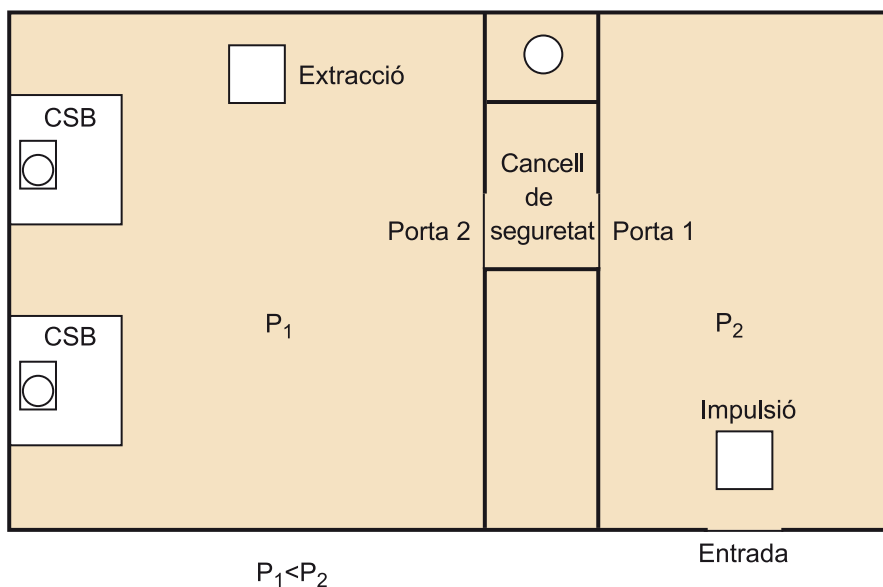 Extracció
CSB
Cancell
de
seguretat
Porta 2
Porta 1
CSB
P₁
P₂
Impulsió
Entrada
P₁<P₂